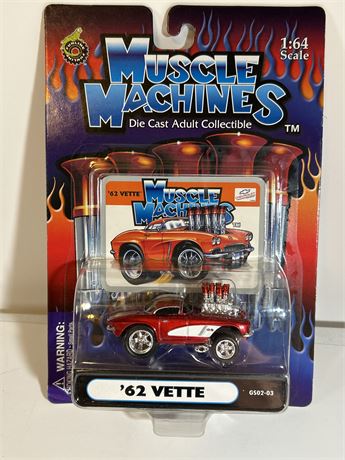 1:64
Scale
MUSCLE
MACHINES
Die Cast Adult Collectible
TM
'62 VETTE
MUSCLE
MACHINES
WARNING:
'62 VETTE
GS02-03